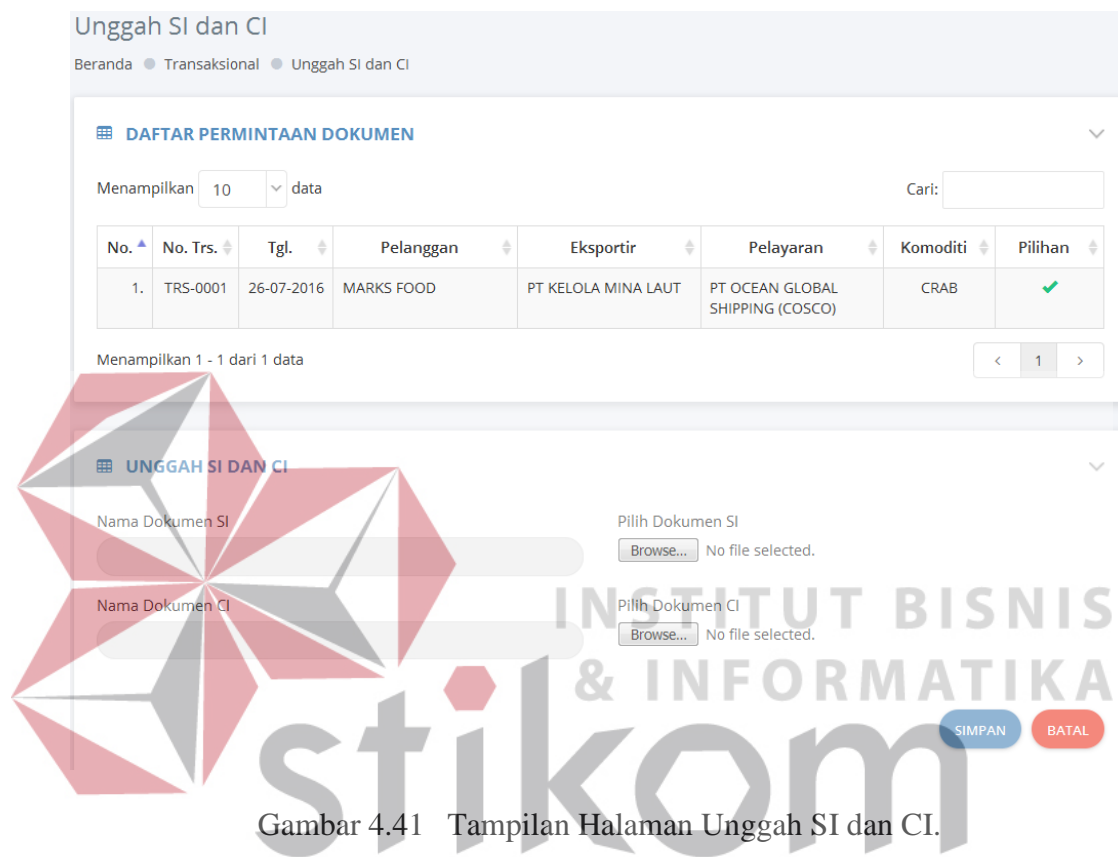 Unggah SI dan CI
Beranda Transaksional Unggah SI dan CI
DAFTAR PERMINTAAN DOKUMEN
Menampilkan 10 data Cari:
No. No. Trs. Tgl. Pelanggan Eksportir Pelayaran Komoditi Pilihan
1. TRS-0001 26-07-2016 MARKS FOOD PT KELOLA MINA LAUT PT OCEAN GLOBAL CRAB
SHIPPING (COSCO)
Menampilkan 1 - 1 dari 1 data < 1 >
UNGGAH SI DAN CI
Nama Dokumen SI Pilih Dokumen SI
Browse... No file selected.
Nama Dokumen CI Pilih Dokumen CI
Browse... No file selected.
INSTITUT BISNIS
& INFORMATIKA
stikom
SIMPAN BATAL
Gambar 4.41 Tampilan Halaman Unggah SI dan CI.